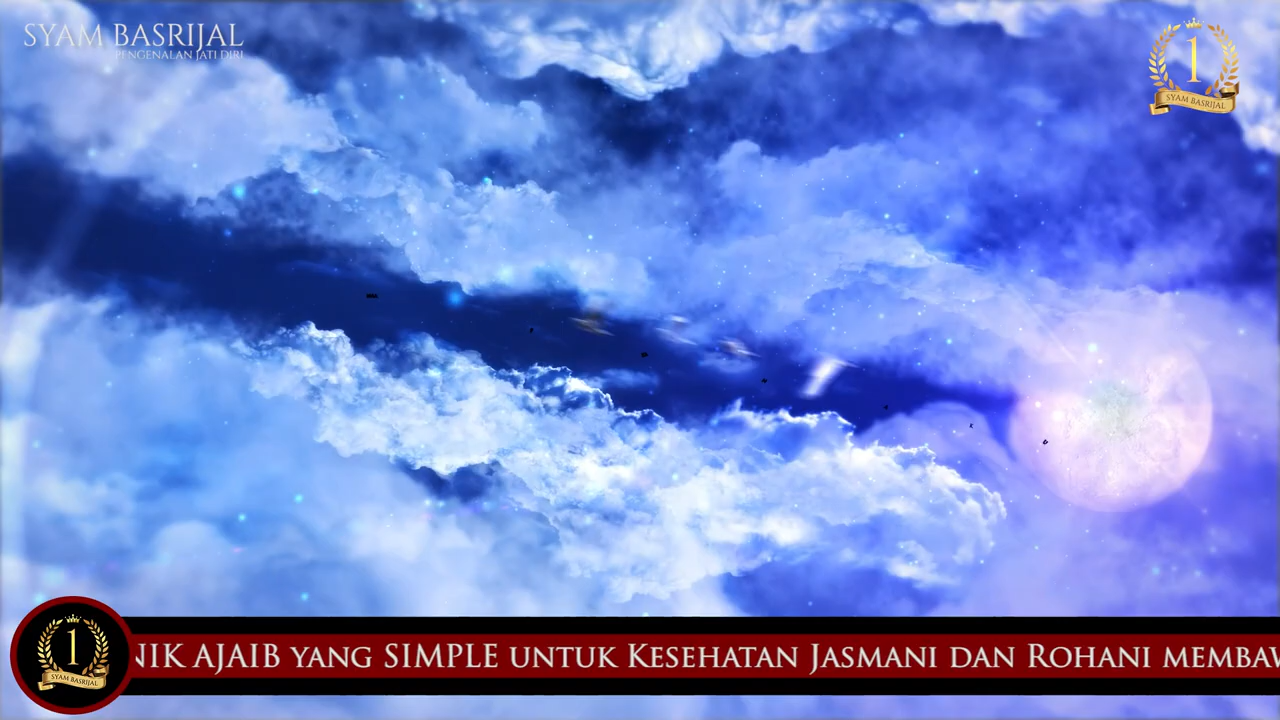 SYAM BASRIJAL
PENGENALAN JATI DIRI
1
SYAM BASRIJAL
1
SYAM BASRIJAL
NIK AJAIB YANG SIMPLE UNTUK KESEHATAN JASMANI DAN ROHANI MEMBAW